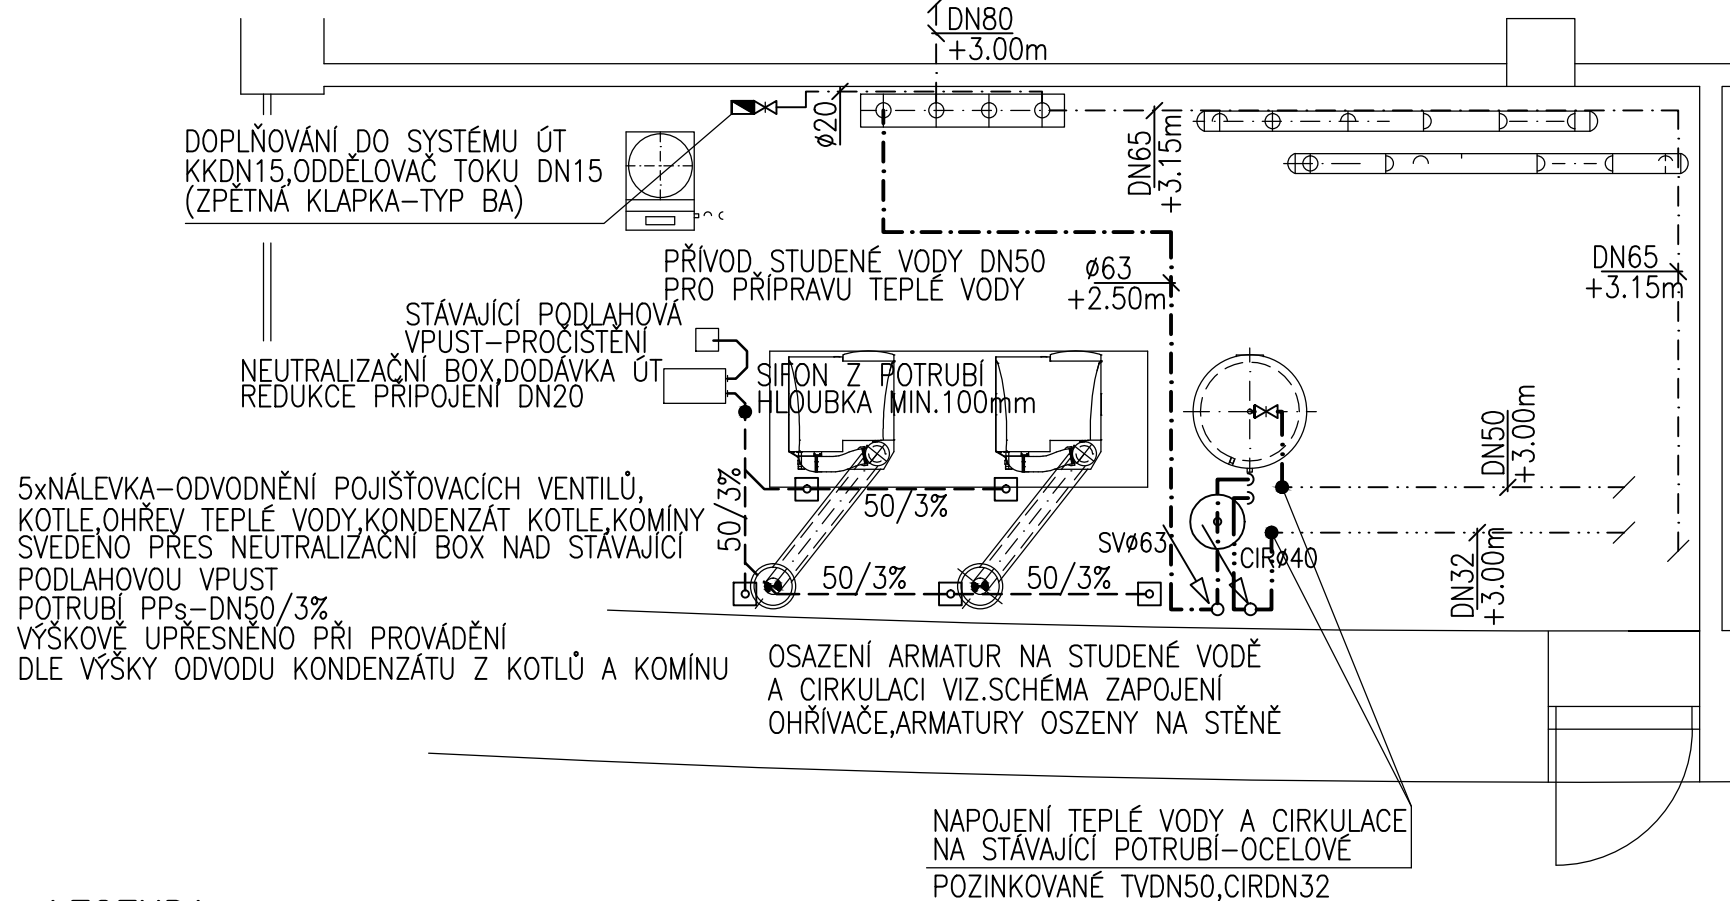 DN80
+3.00m
DOPLŇOVÁNÍ DO SYSTÉMU ÚT
KKDN15,ODDĚLOVAČ TOKU DN15
(ZPĚTNÁ KLAPKA-TYP BA)
ø20
DN65
+3.15m
PŘÍVOD STUDENÉ VODY DN50
PRO PŘÍPRAVU TEPLÉ VODY
ø63
+2.50m
DN65
+3.15m
STÁVAJÍCÍ PODLAHOVÁ
VPUST-PROČIŠTĚNÍ
NEUTRALIZAČNÍ BOX,DODÁVKA ÚT
REDUKCE PŘIPOJENÍ DN20
SIFON Z POTRUBÍ
HLOUBKA MIN.100mm
DN50
+3.00m
5xNÁLEVKA-ODVODNĚNÍ POJIŠŤOVACÍCH VENTILŮ,
KOTLE,OHŘEV TEPLÉ VODY,KONDENZÁT KOTLE,KOMÍNY
SVEDENO PŘES NEUTRALIZAČNÍ BOX NAD STÁVAJÍCÍ
PODLAHOVOU VPUST
POTRUBÍ PPs-DN50/3%
VÝŠKOVĚ UPŘESNĚNO PŘI PROVÁDĚNÍ
DLE VÝŠKY ODVODU KONDENZÁTU Z KOTLŮ A KOMÍNU
50/3%
50/3%
50/3%
50/3%
SVø63
CIRø40
DN32
+3.00m
OSAZENÍ ARMATUR NA STUDENÉ VODĚ
A CIRKULACI VIZ.SCHÉMA ZAPOJENÍ
OHŘÍVAČE,ARMATURY OSZENY NA STĚNĚ
NAPOJENÍ TEPLÉ VODY A CIRKULACE
NA STÁVAJÍCÍ POTRUBÍ-OCELOVÉ
POZINKOVANÉ TVDN50,CIRDN32